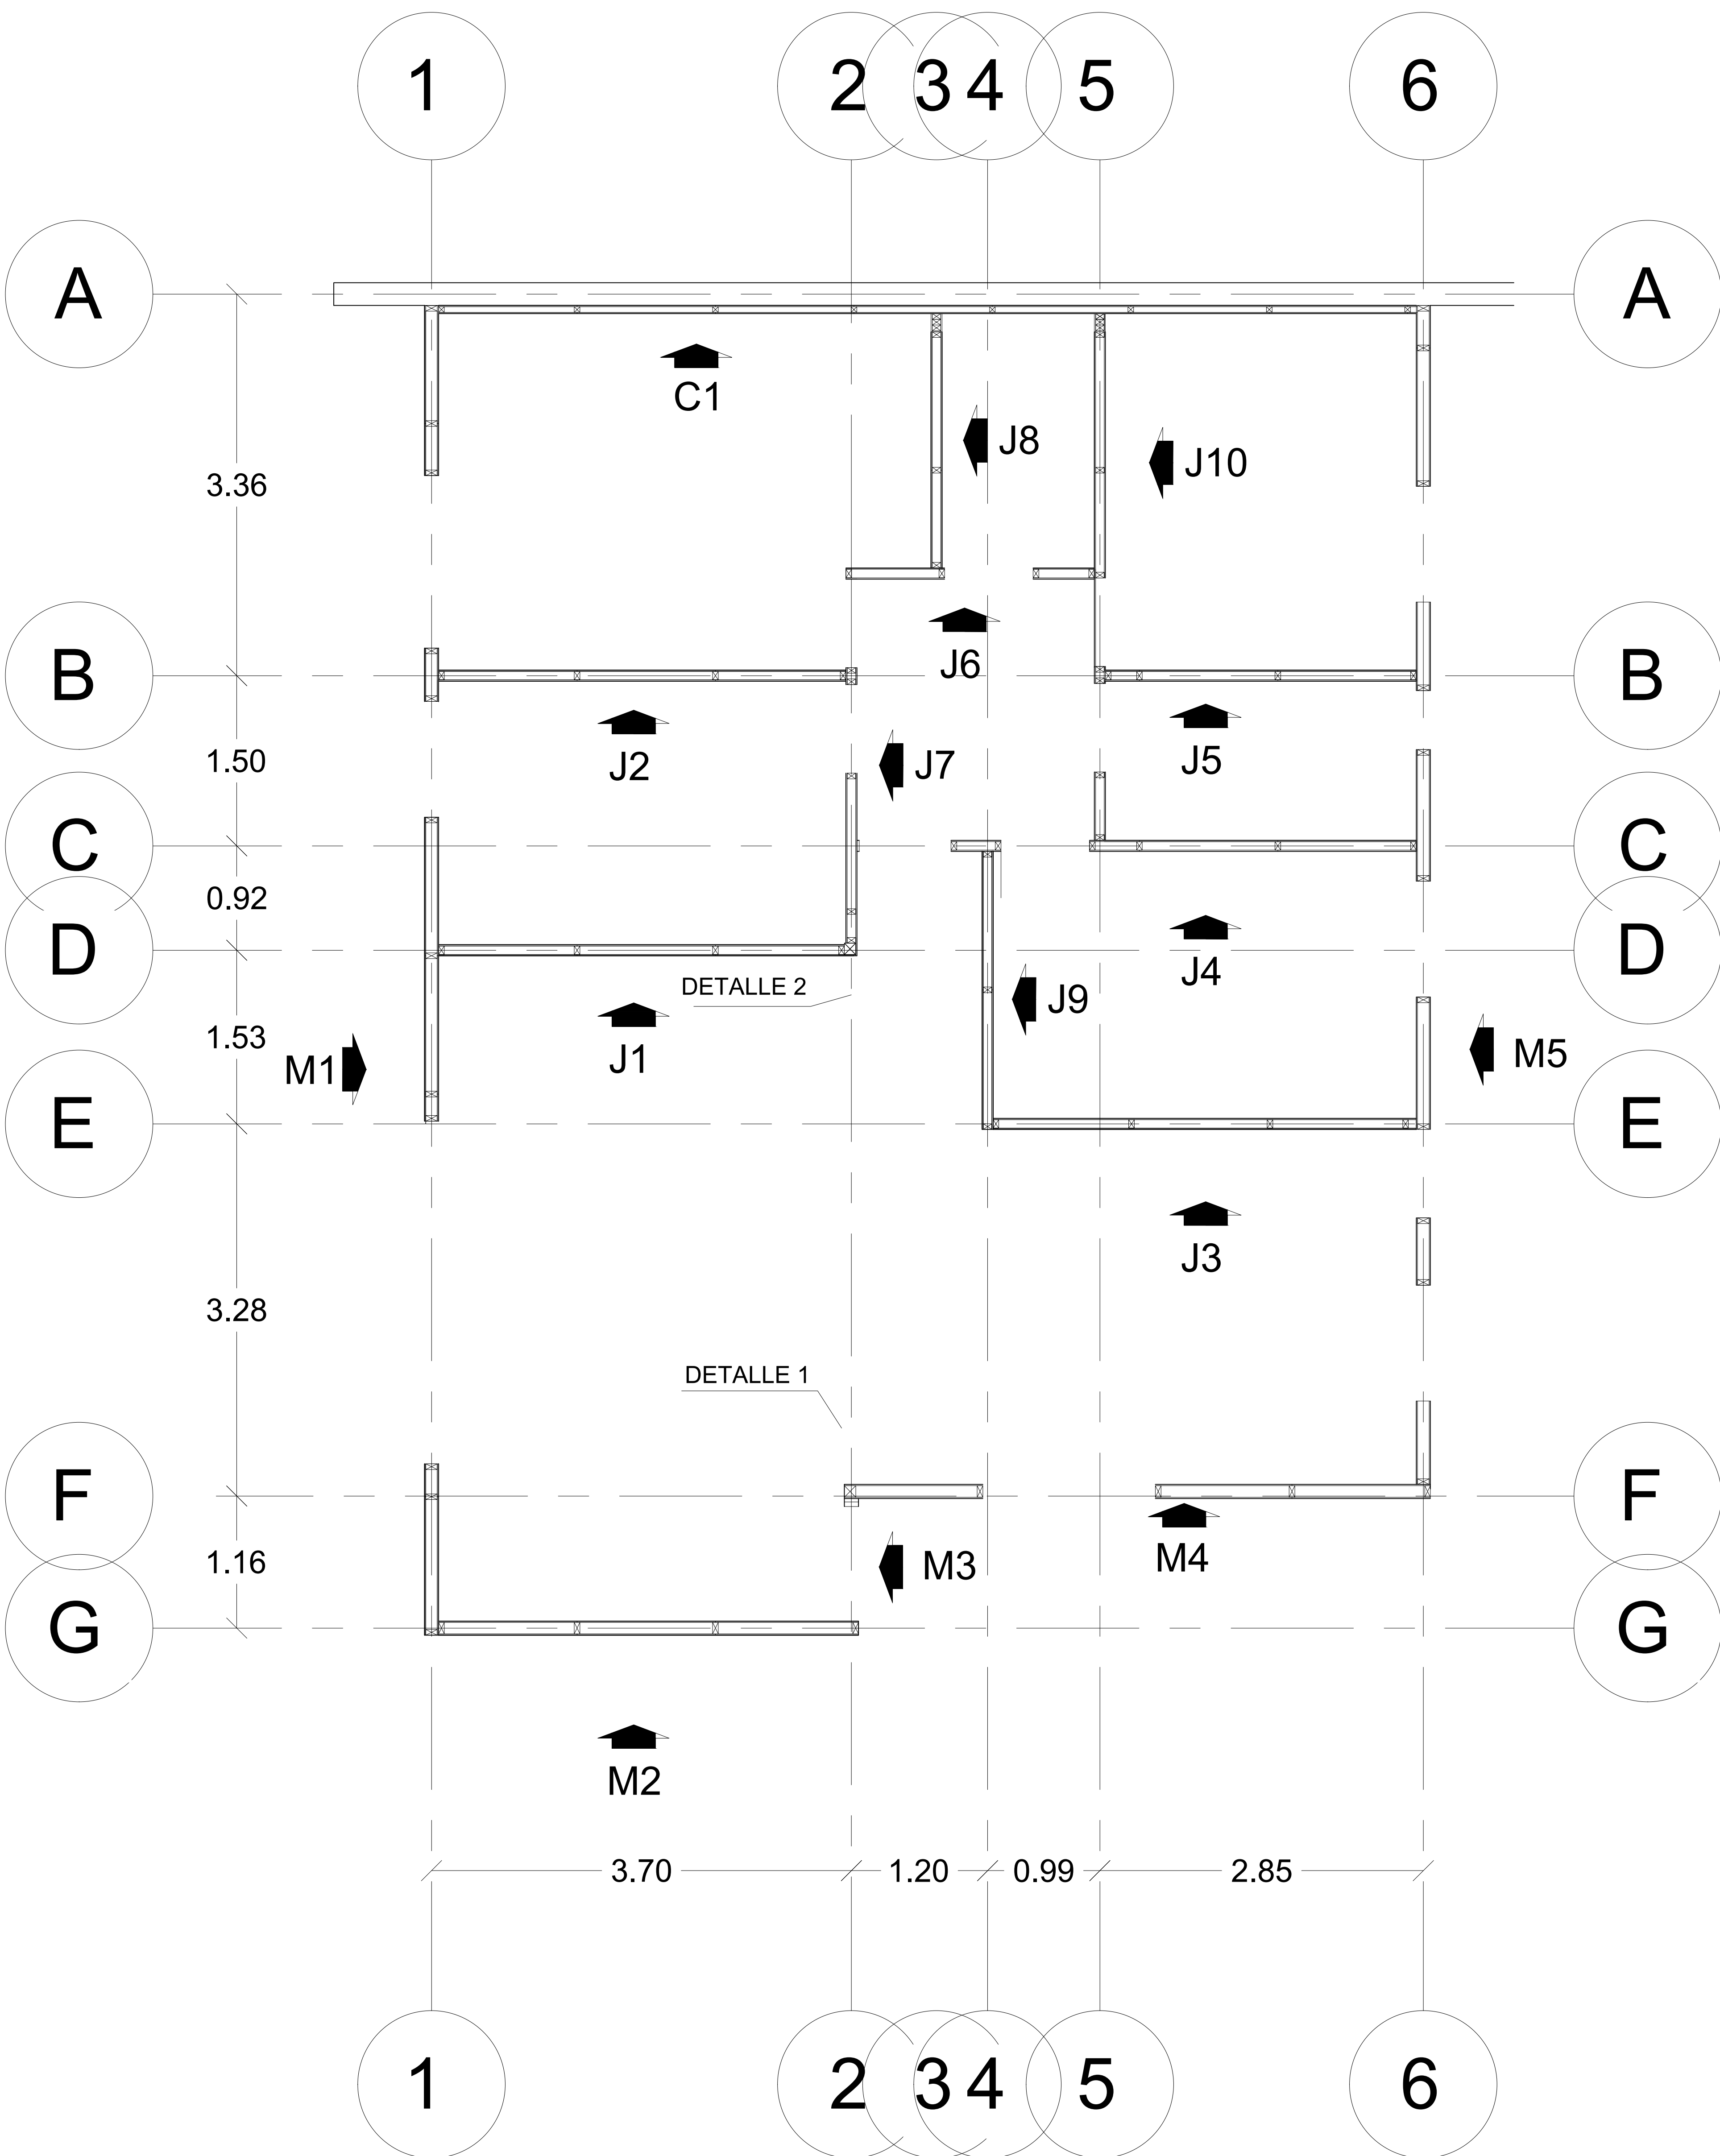 1 2 3 4 5 6
A A
C1
J8
J10
3.36
B B
J6
J2
J7
J5
1.50
C C
0.92
D D
J4
DETALLE 2
J9
1.53
M1
J1
M5
E E
J3
3.28
DETALLE 1
F F
M3
M4
1.16
G G
M2
3.70 1.20 0.99 2.85
1 2 3 4 5 6